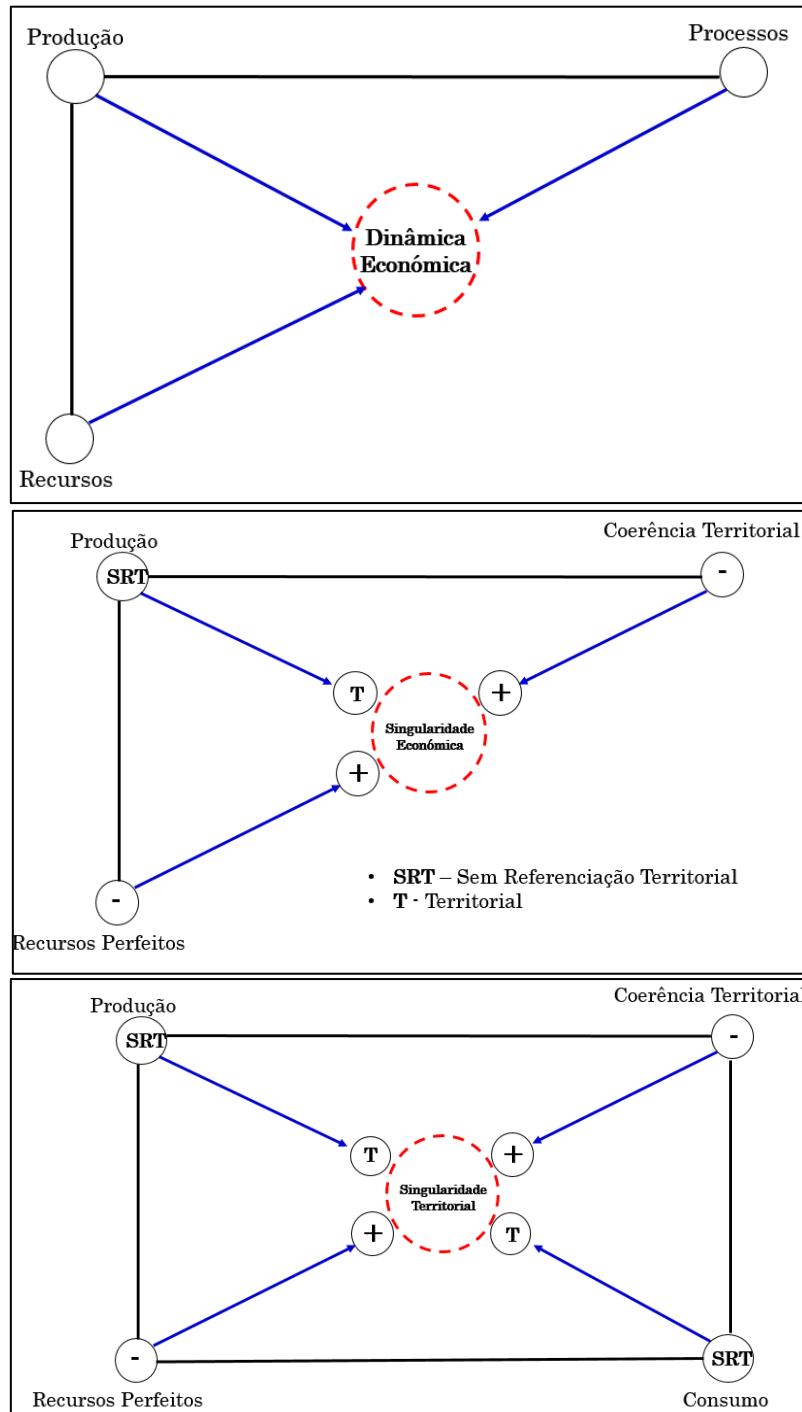 Produção
Processos
Dinâmica
Económica
Recursos
Produção
Coerência Territorial
SRT
-
T
+
Singularidade
Económica
+
• SRT – Sem Referenciação Territorial
• T - Territorial
-
Recursos Perfeitos
Produção
Coerência Territorial
SRT
-
T
+
Singularidade
Territorial
+
T
-
SRT
Recursos Perfeitos
Consumo